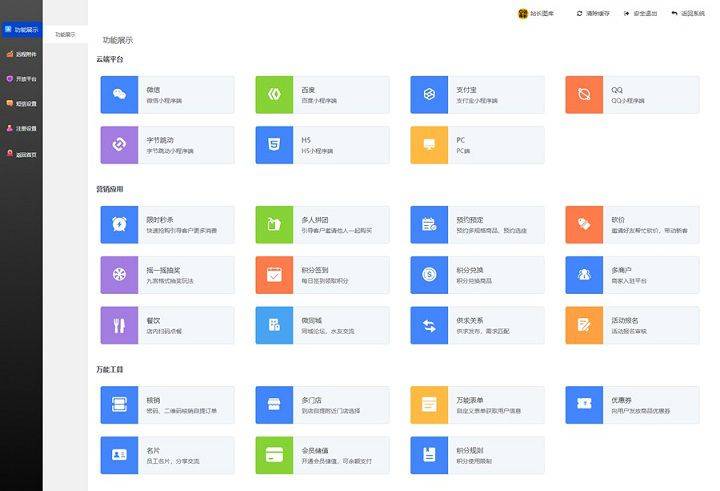 站长图库
清除缓存
安全退出
返回系统
功能展示
远程附件
开放平台
短信设置
注册设置
返回首页
功能展示
功能展示
云端平台
微信
微信小程序端
百度
百度小程序端
支付宝
支付宝小程序端
QQ
QQ小程序端
字节跳动
字节跳动小程序端
H5
H5小程序端
PC
PC端
营销应用
限时秒杀
快速抢购引导客户更多消费
多人拼团
引导客户邀请他人一起购买
预约预定
预约多规格商品、预约选座
砍价
邀请好友帮忙砍价，带动新客
摇一摇抽奖
九宫格式抽奖玩法
积分签到
每日签到领取积分
积分兑换
积分兑换商品
多商户
商家入驻平台
餐饮
店内扫码点餐
微同城
同城论坛，水友交流
供求关系
供求发布，需求匹配
活动报名
活动报名审核
万能工具
核销
密码、二维码核销自提订单
多门店
到店自提附近门店选择
万能表单
自定义表单获取用户信息
优惠券
向用户发放商品优惠券
名片
员工名片，分享交流
会员储值
开通会员储值，可余额支付
积分规则
积分使用限制